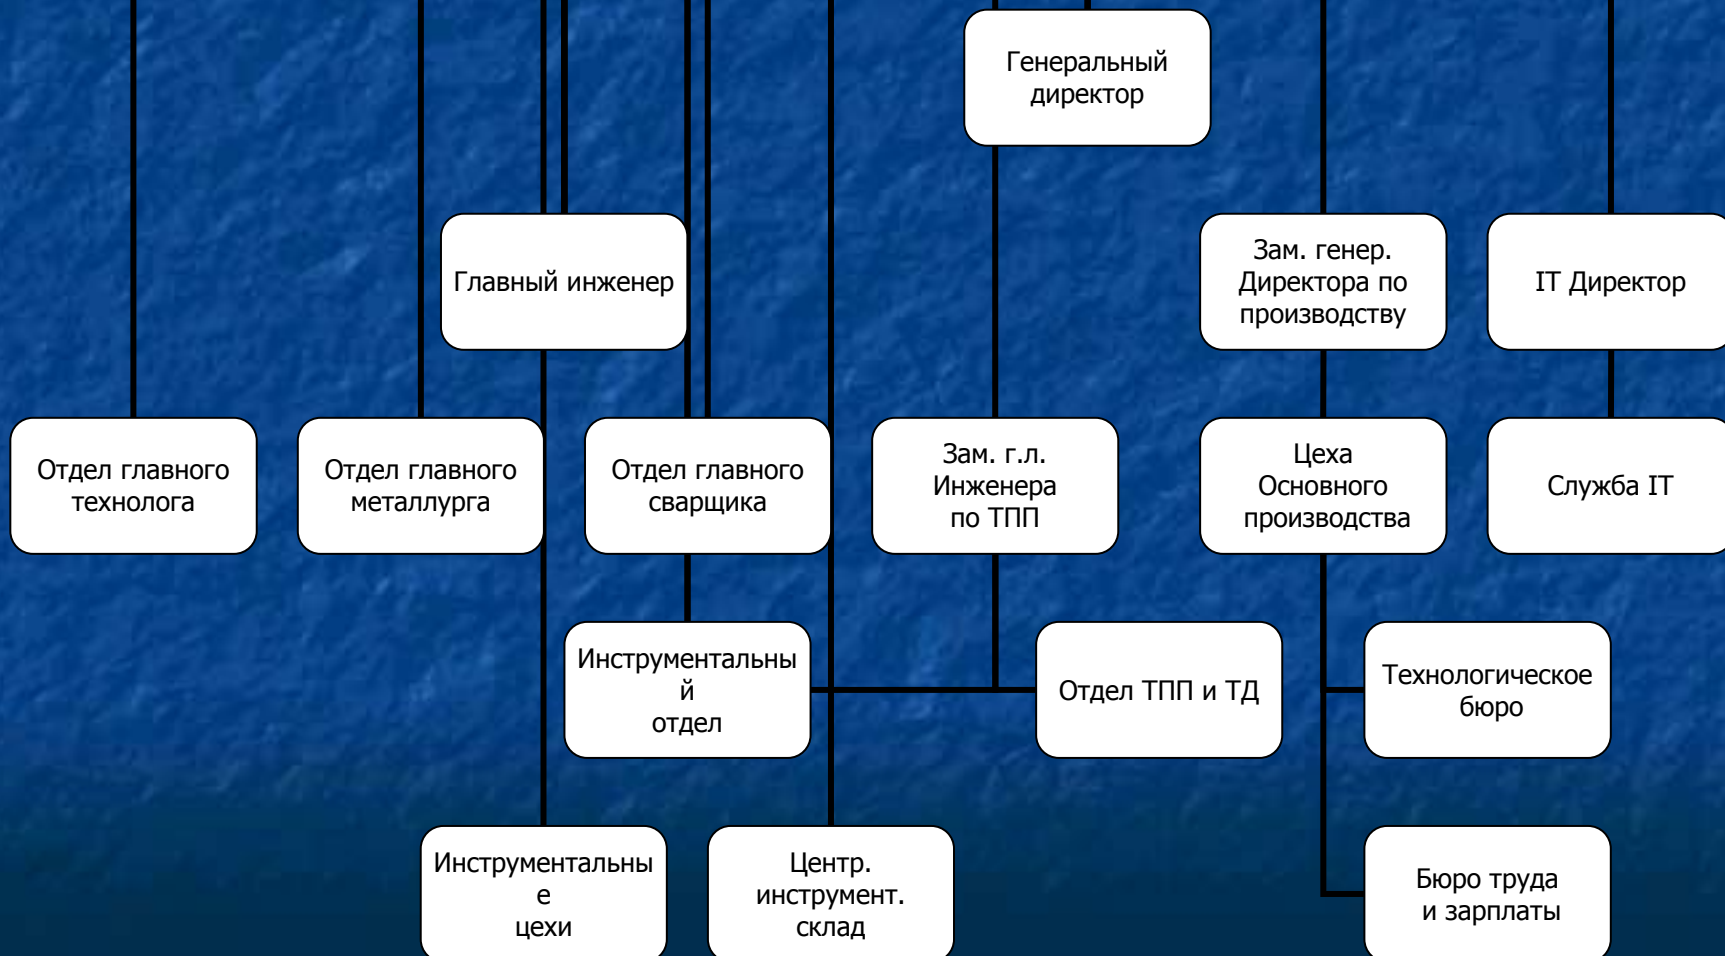 Генеральный
директор
Главный инженер
Зам. генер.
Директора по
производству
IT Директор
Отдел главного
технолога
Отдел главного
металлурга
Отдел главного
сварщика
Зам. г.л.
Инженера
по ТПП
Цеха
Основного
производства
Служба IT
Инструментальны
й
отдел
Отдел ТПП и ТД
Технологическое
бюро
Инструментальны
е
цехи
Центр.
инструмент.
склад
Бюро труда
и зарплаты